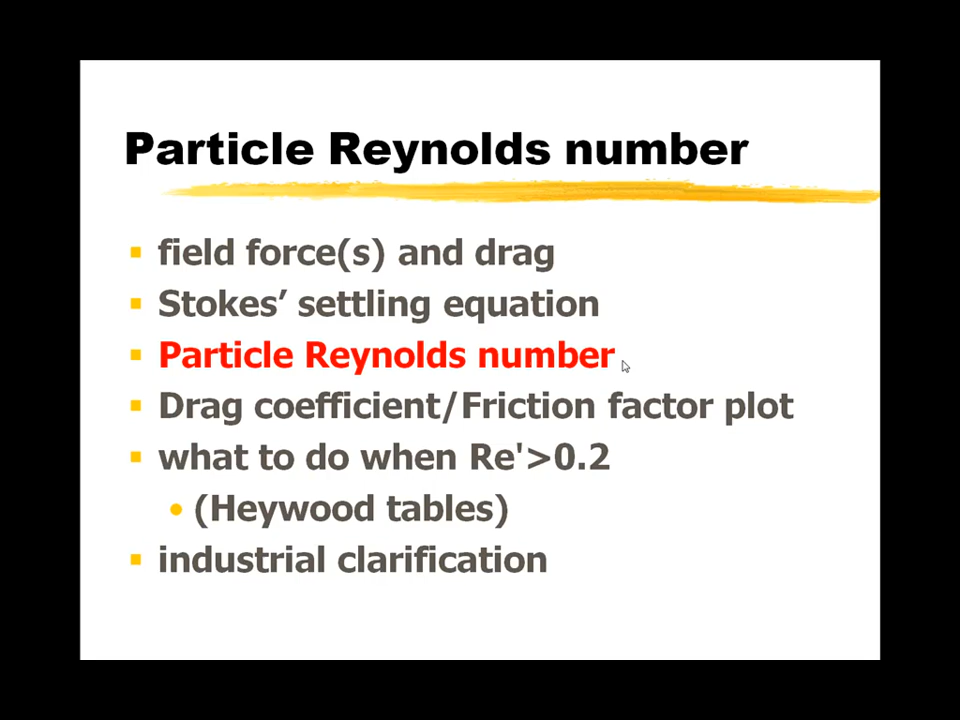 Particle Reynolds number
field force(s) and drag
Stokes’ settling equation
Particle Reynolds number
Drag coefficient/Friction factor plot
what to do when Re'>0.2
(Heywood tables)
industrial clarification